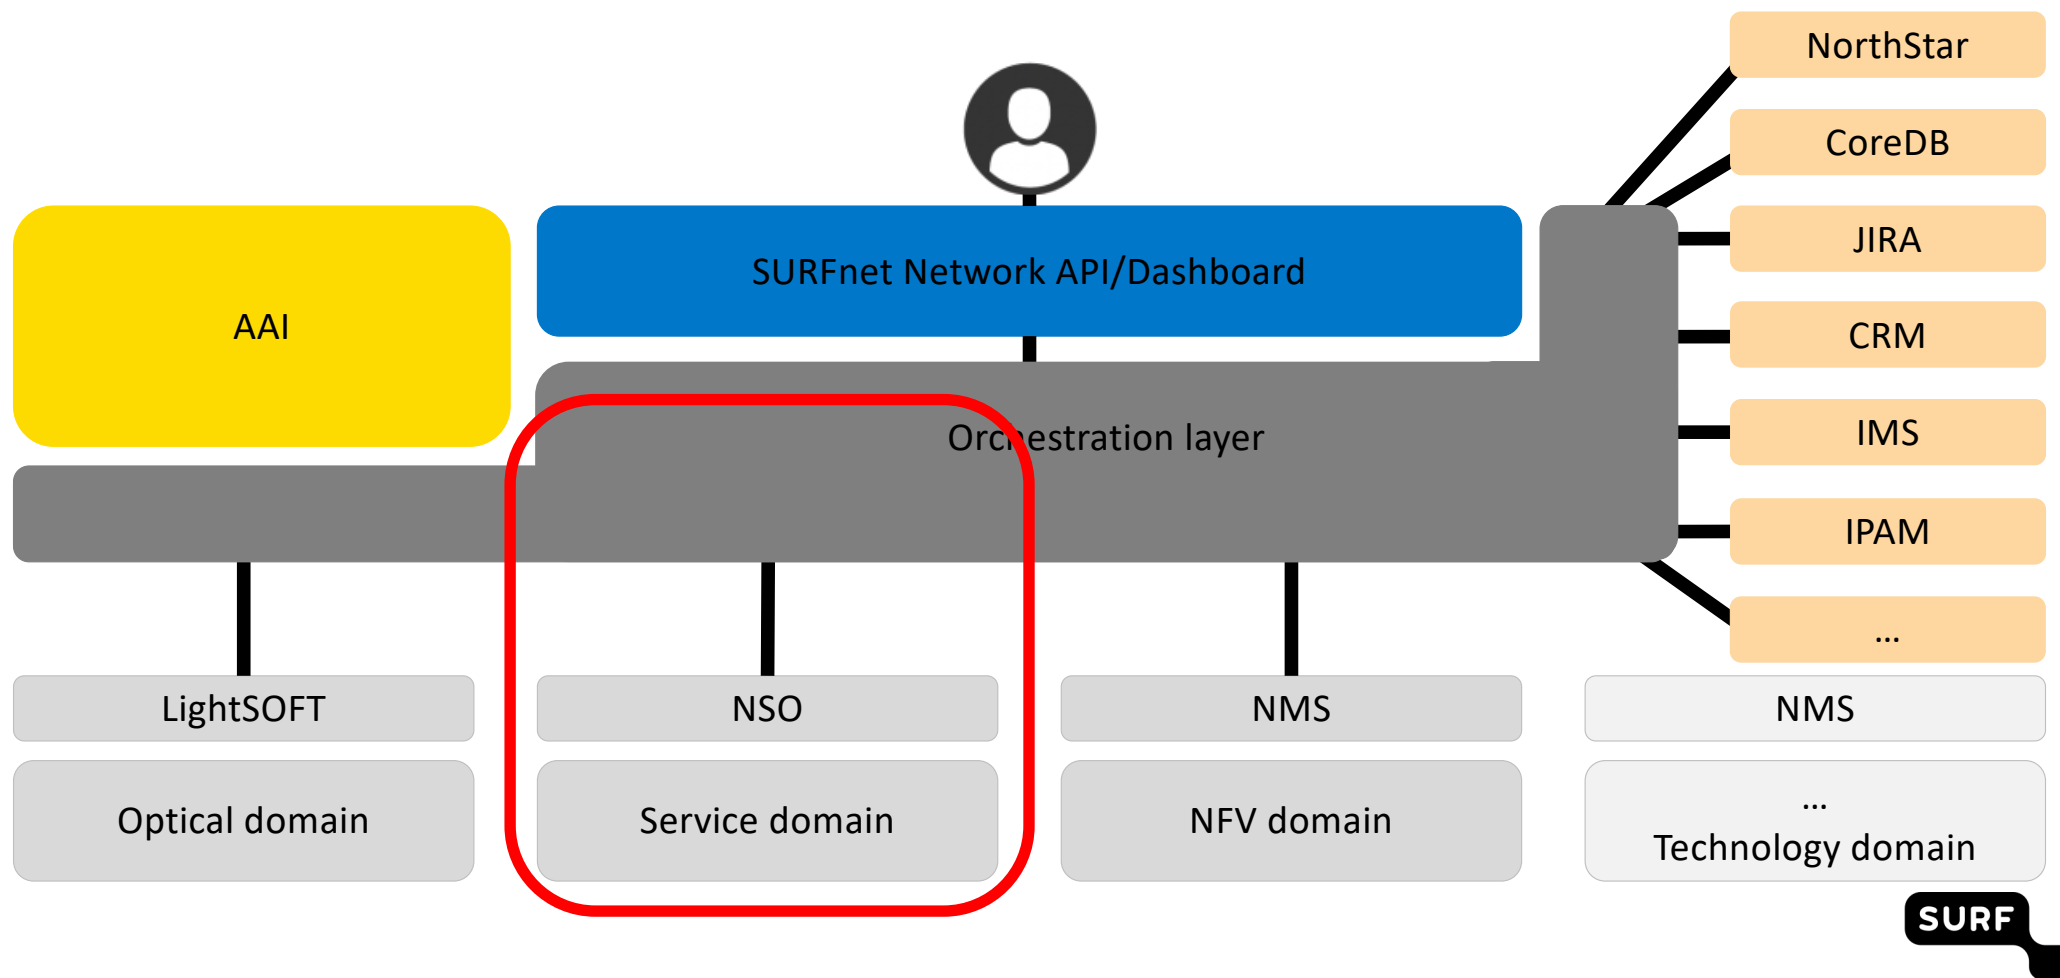 NorthStar
CoreDB
JIRA
CRM
IMS
IPAM
…
AAI
SURFnet Network API/Dashboard
Orchestration layer
LightSOFT
NSO
NMS
NMS
Optical domain
Service domain
NFV domain
…
Technology domain
SURF